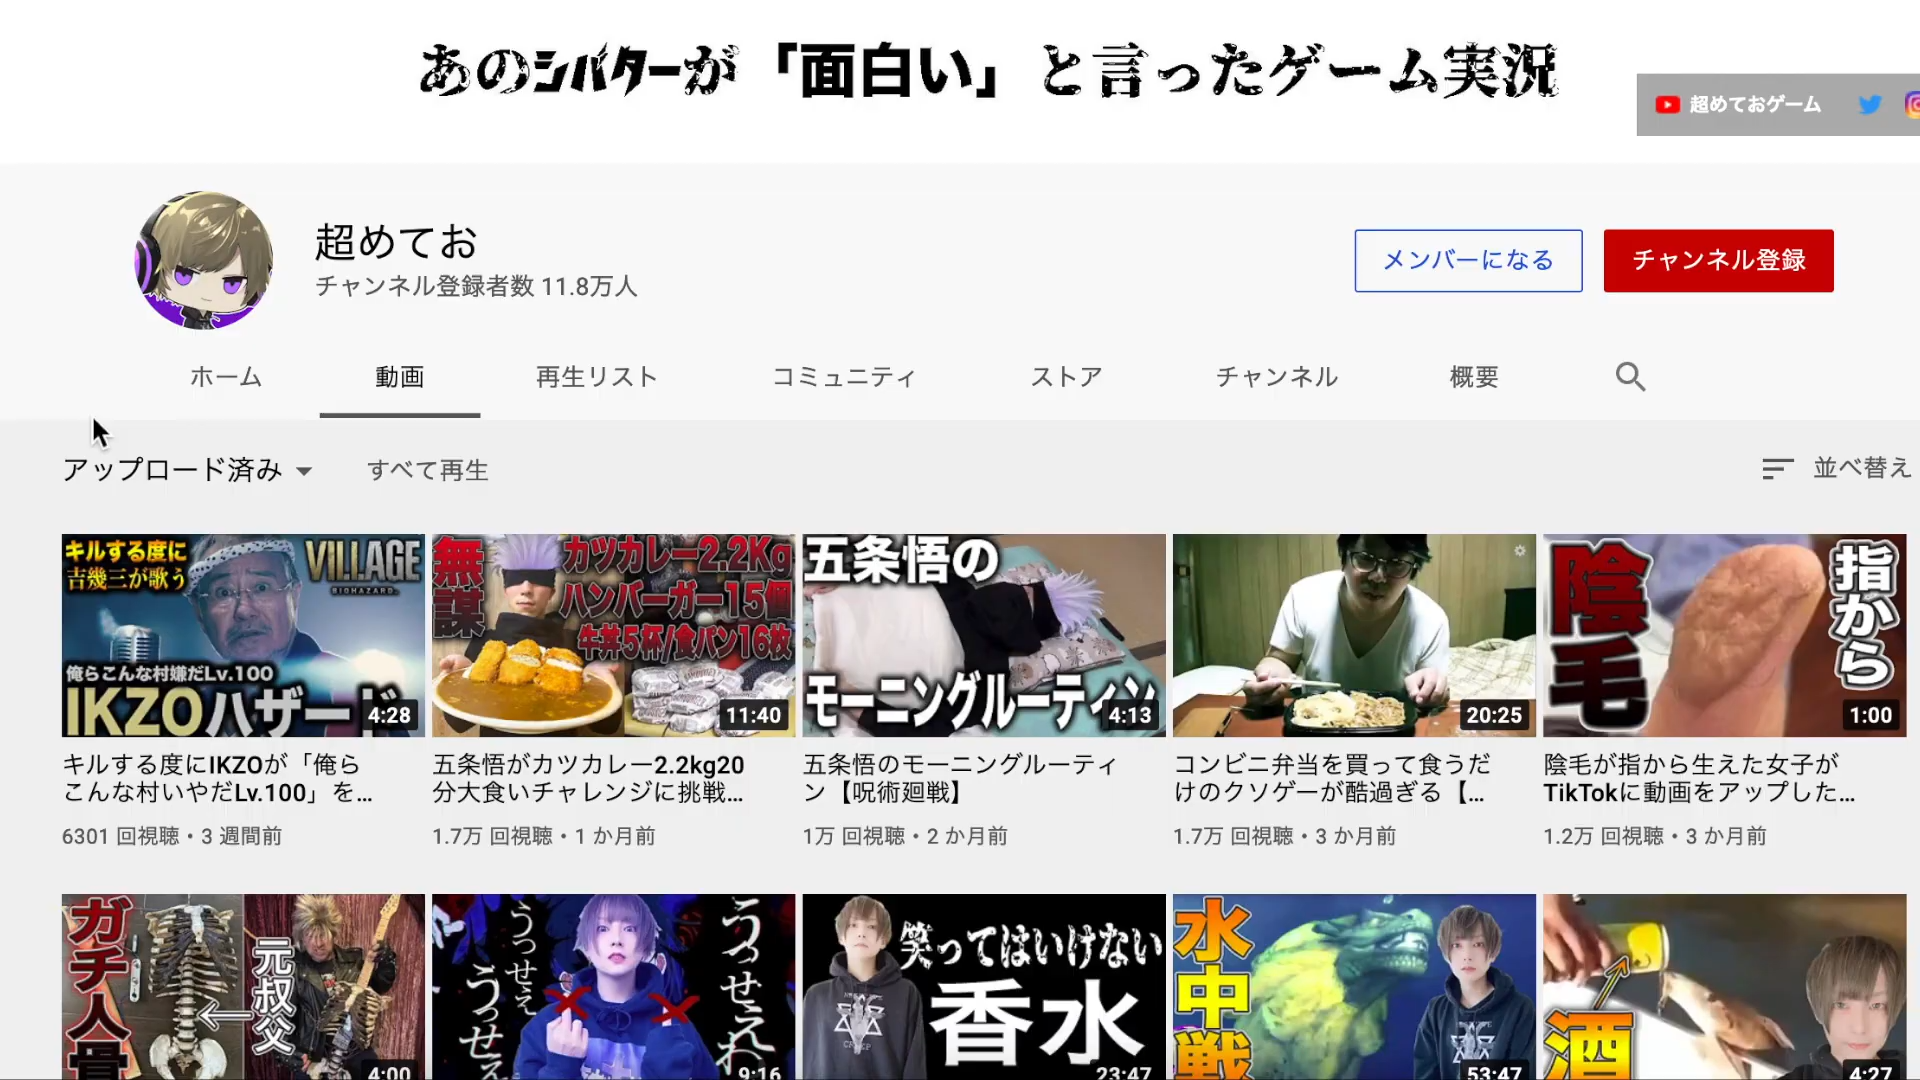 あのシバターが「面白い」と言ったゲーム実況
超めておゲーム
超めてお
チャンネル登録者数 11.8万人
メンバーになる
チャンネル登録
ホーム
動画
再生リスト
コミュニティ
ストア
チャンネル
概要
アップロード済み
すべて再生
並べ替え
キルする度に
吉幾三が歌う
VILLAGE
BIOHAZARD.
俺らこんな村嫌だLv.100
IKZOハザード
4:28
無謀
カツカレー2.2Kg
ハンバーガー15個
牛丼5杯/食パン16枚
11:40
五条悟の
モーニングルーティン
4:13
20:25
陰毛
指から
1:00
キルする度にIKZOが「俺ら
こんな村いやだLv.100」を...
6301 回視聴・3 週間前
五条悟がカツカレー2.2kg20
分大食いチャレンジに挑戦...
1.7万 回視聴・1 か月前
五条悟のモーニングルーティ
ン【呪術廻戦】
1万 回視聴・2 か月前
コンビニ弁当を買って食うだ
けのクソゲーが酷過ぎる【...
1.7万 回視聴・3 か月前
陰毛が指から生えた女子が
TikTokに動画をアップした...
1.2万 回視聴・3 か月前
ガチ人骨
元叔父
4:00
うっせえ
うっせえ
うっせえわ
9:16
笑ってはいけない
香水
23:47
水中戦
53:47
酒
4:27